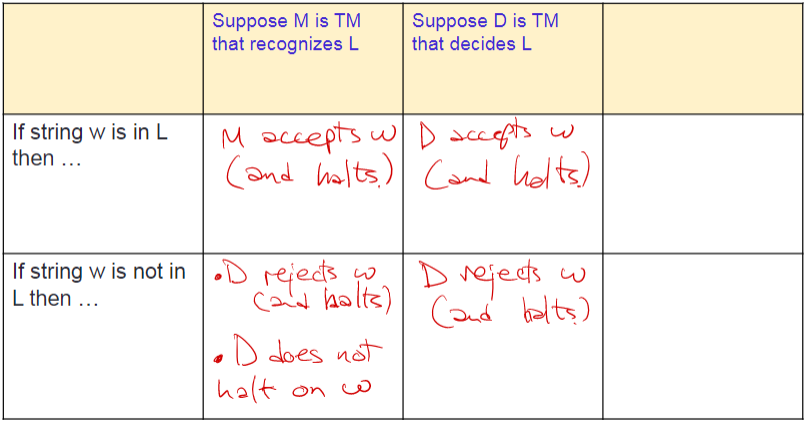 Suppose M is TM
that recognizes L
Suppose D is TM
that decides L
If string w is in L
then …
M accepts w
(and halts.)
D accepts w
(and halts.)
If string w is not in
L then …
• D rejects w
(and halts)
• D does not
halt on w
D rejects w
(and halts.)